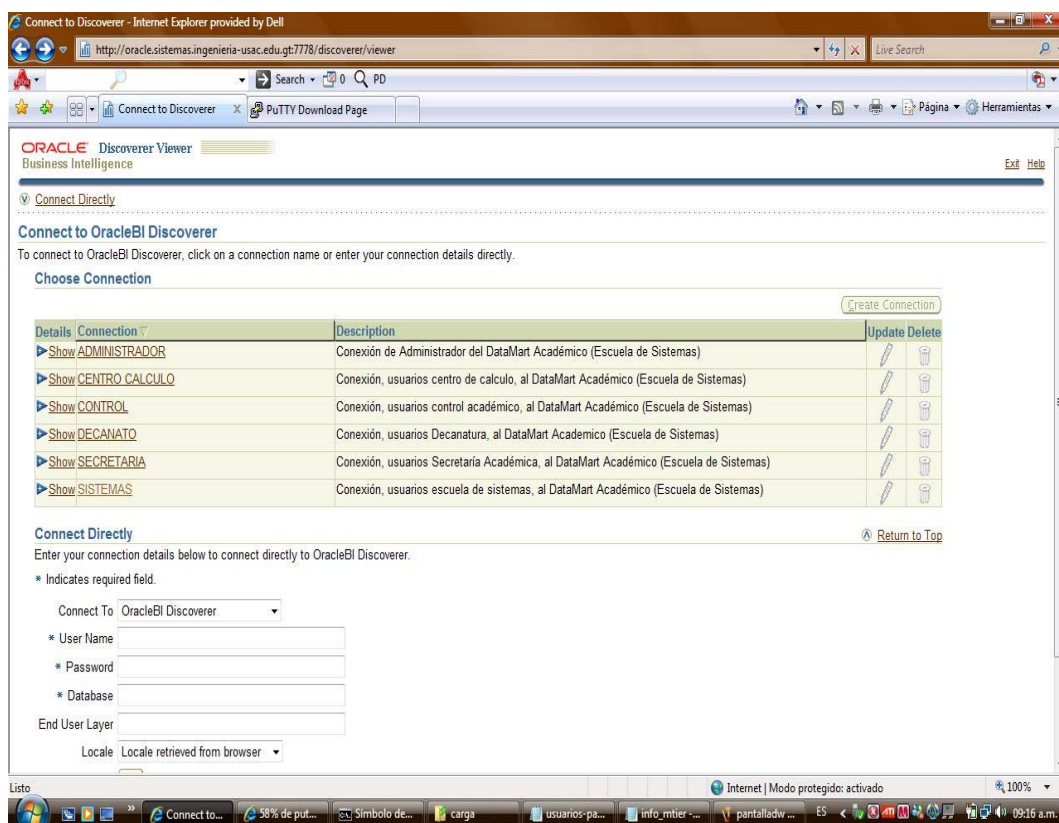 Connect to Discoverer - Internet Explorer provided by Dell
http://oracle.sistemas.ingenieria-usac.edu.gt:7778/discoverer/viewer
Live Search
Search 0 PD
Connect to Discoverer X PuTTY Download Page
Página Herramientas
ORACLE Discoverer Viewer
Business Intelligence
Exit Help
Connect Directly
Connect to OracleBI Discoverer
To connect to OracleBI Discoverer, click on a connection name or enter your connection details directly.
Choose Connection
Create Connection
Details Connection Description Update Delete
Show ADMINISTRADOR Conexión de Administrador del DataMart Académico (Escuela de Sistemas)
Show CENTRO CALCULO Conexión, usuarios centro de calculo, al DataMart Académico (Escuela de Sistemas)
Show CONTROL Conexión, usuarios control académico, al DataMart Académico (Escuela de Sistemas)
Show DECANATO Conexión, usuarios Decanatura, al DataMart Academico (Escuela de Sistemas)
Show SECRETARIA Conexión, usuarios Secretaría Académica, al DataMart Académico (Escuela de Sistemas)
Show SISTEMAS Conexión, usuarios escuela de sistemas, al DataMart Académico (Escuela de Sistemas)
Connect Directly
Return to Top
Enter your connection details below to connect directly to OracleBI Discoverer.
* Indicates required field.
Connect To OracleBI Discoverer
* User Name
* Password
* Database
End User Layer
Locale Locale retrieved from browser
Listo
Internet | Modo protegido: activado
100%
Connect to... 58% de put... Símbolo de... carga usuarios-pa... info_mtier -... pantalladw ... ES 09:16 a.m.